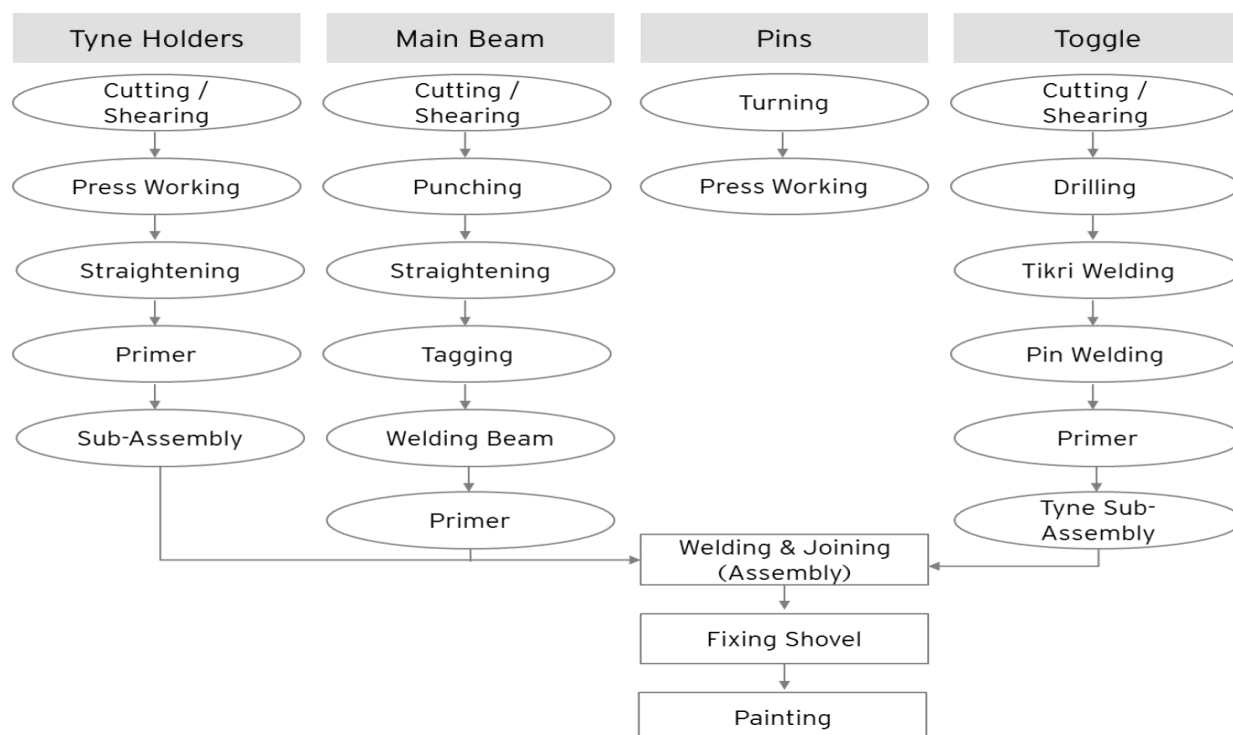 Tyne Holders
Cutting /
Shearing
Press Working
Straightening
Primer
Sub-Assembly
Main Beam
Cutting /
Shearing
Punching
Straightening
Tagging
Welding Beam
Primer
Pins
Turning
Press Working
Toggle
Cutting /
Shearing
Drilling
Tikri Welding
Pin Welding
Primer
Tyne Sub-
Assembly
Welding & Joining
(Assembly)
Fixing Shovel
Painting